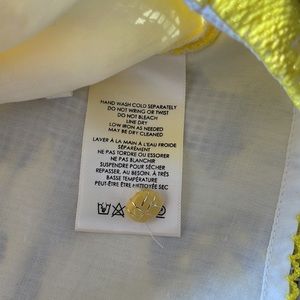 HAND WASH COLD SEPARATELY
DO NOT WRING OR TWIST
DO NOT BLEACH
LINE DRY
LOW IRON AS NEEDED
MAY BE DRY CLEANED
LAVER À LA MAIN À L'EAU FROIDE
SÉPARÉMENT
NE PAS TORDRE OU ESSORER
NE PAS BLANCHIR
SUSPENDRE POUR SÉCHER
REPASSER, AU BESOIN, À TRÈS
BASSE TEMPÉRATURE
PEUT-ÊTRE ÊTRE NETTOYÉE SEC